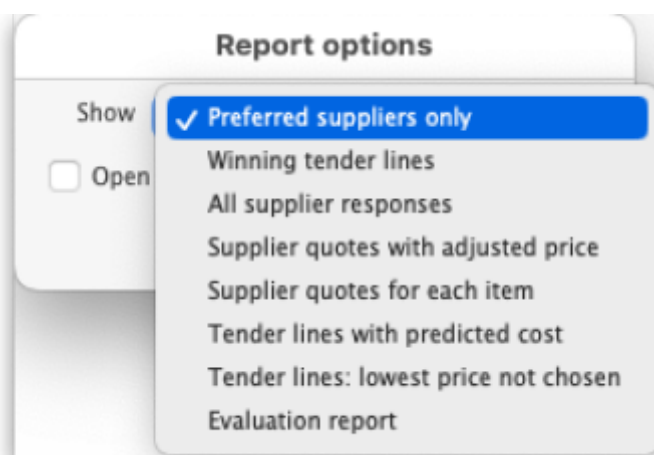 Report options
Show
Preferred suppliers only
Winning tender lines
Open
All supplier responses
Supplier quotes with adjusted price
Supplier quotes for each item
Tender lines with predicted cost
Tender lines: lowest price not chosen
Evaluation report